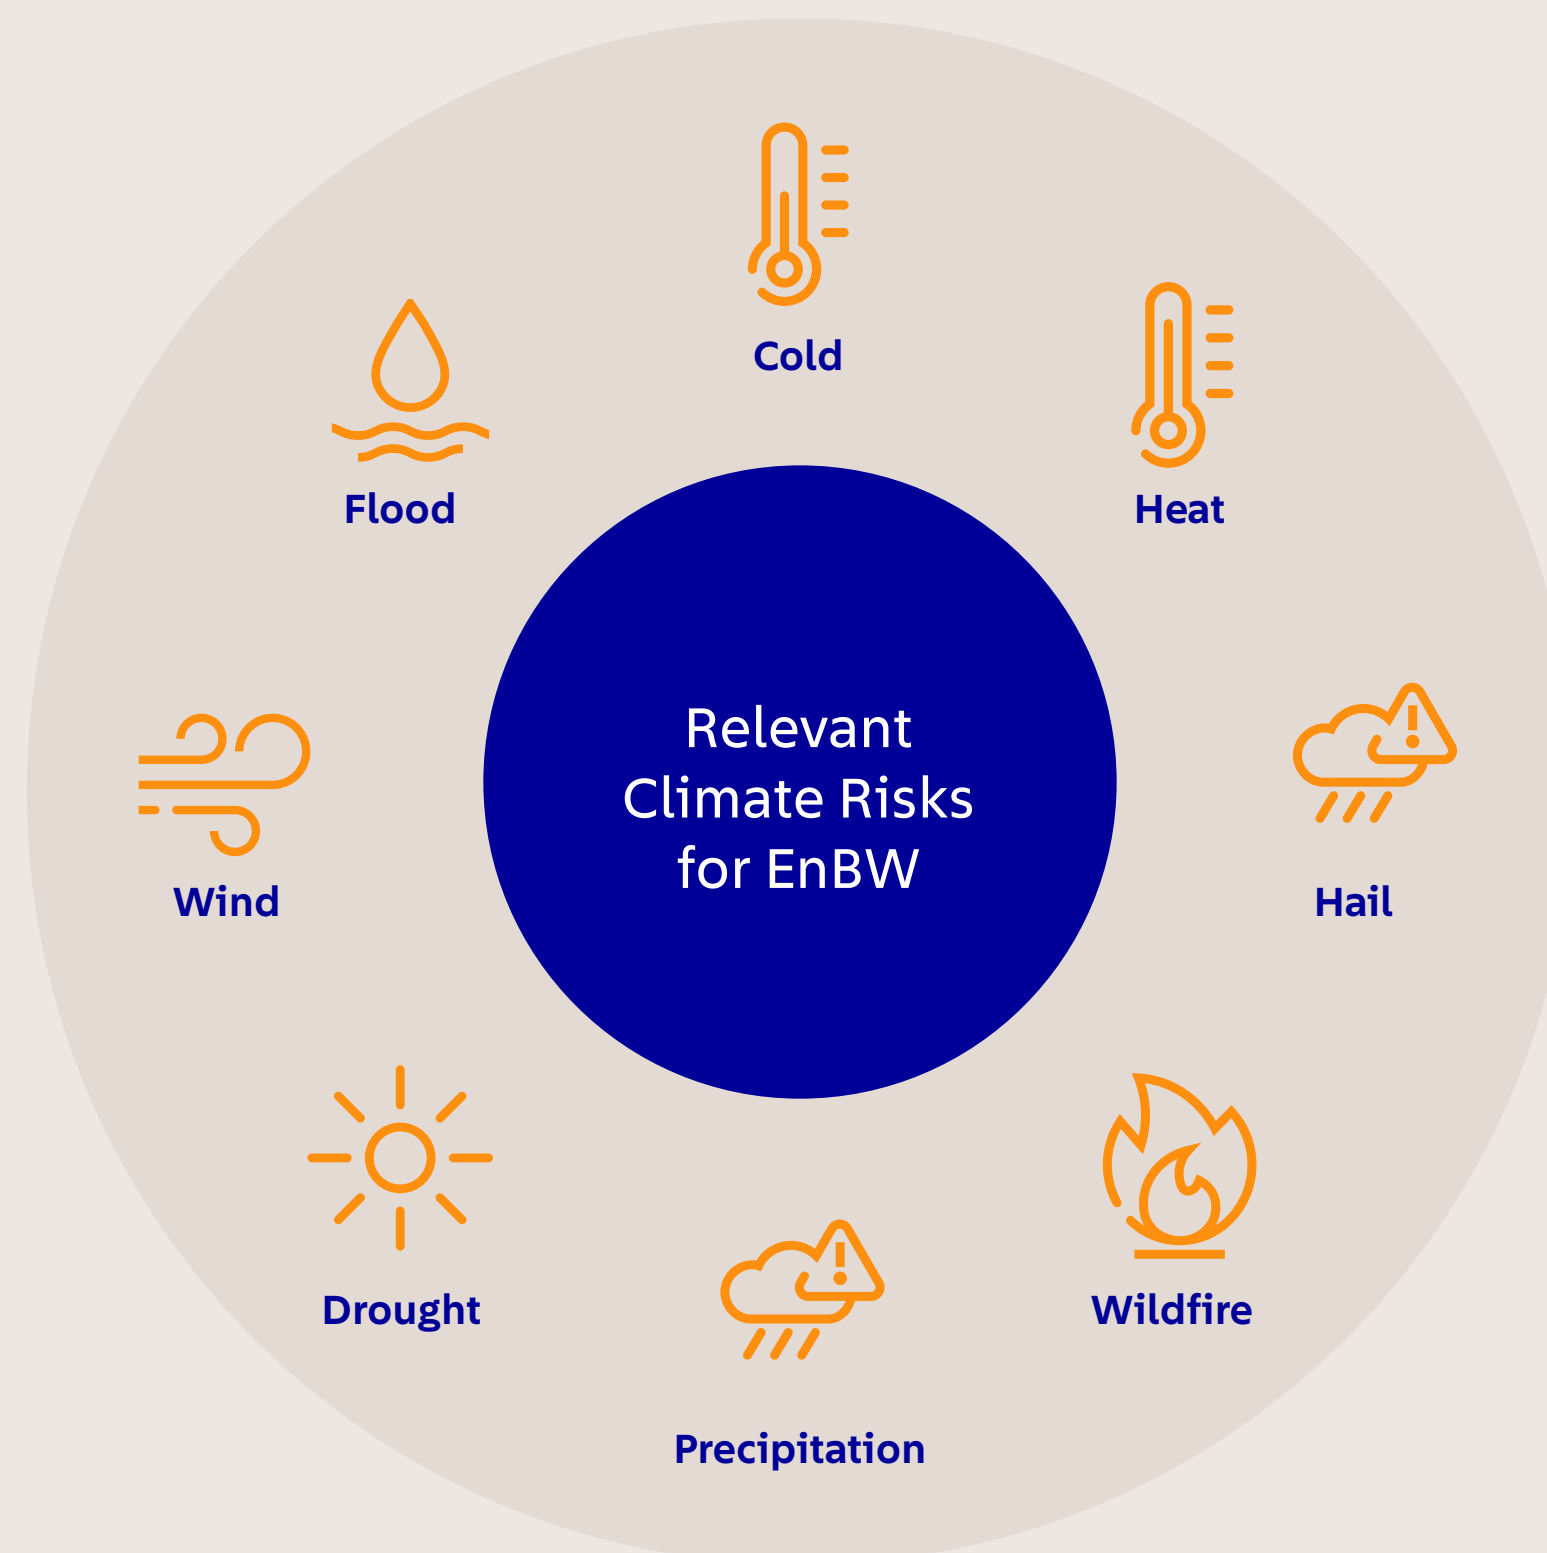 Cold
Flood
Heat
Relevant
Climate Risks
for EnBW
Wind
Hail
Drought
Wildfire
Precipitation